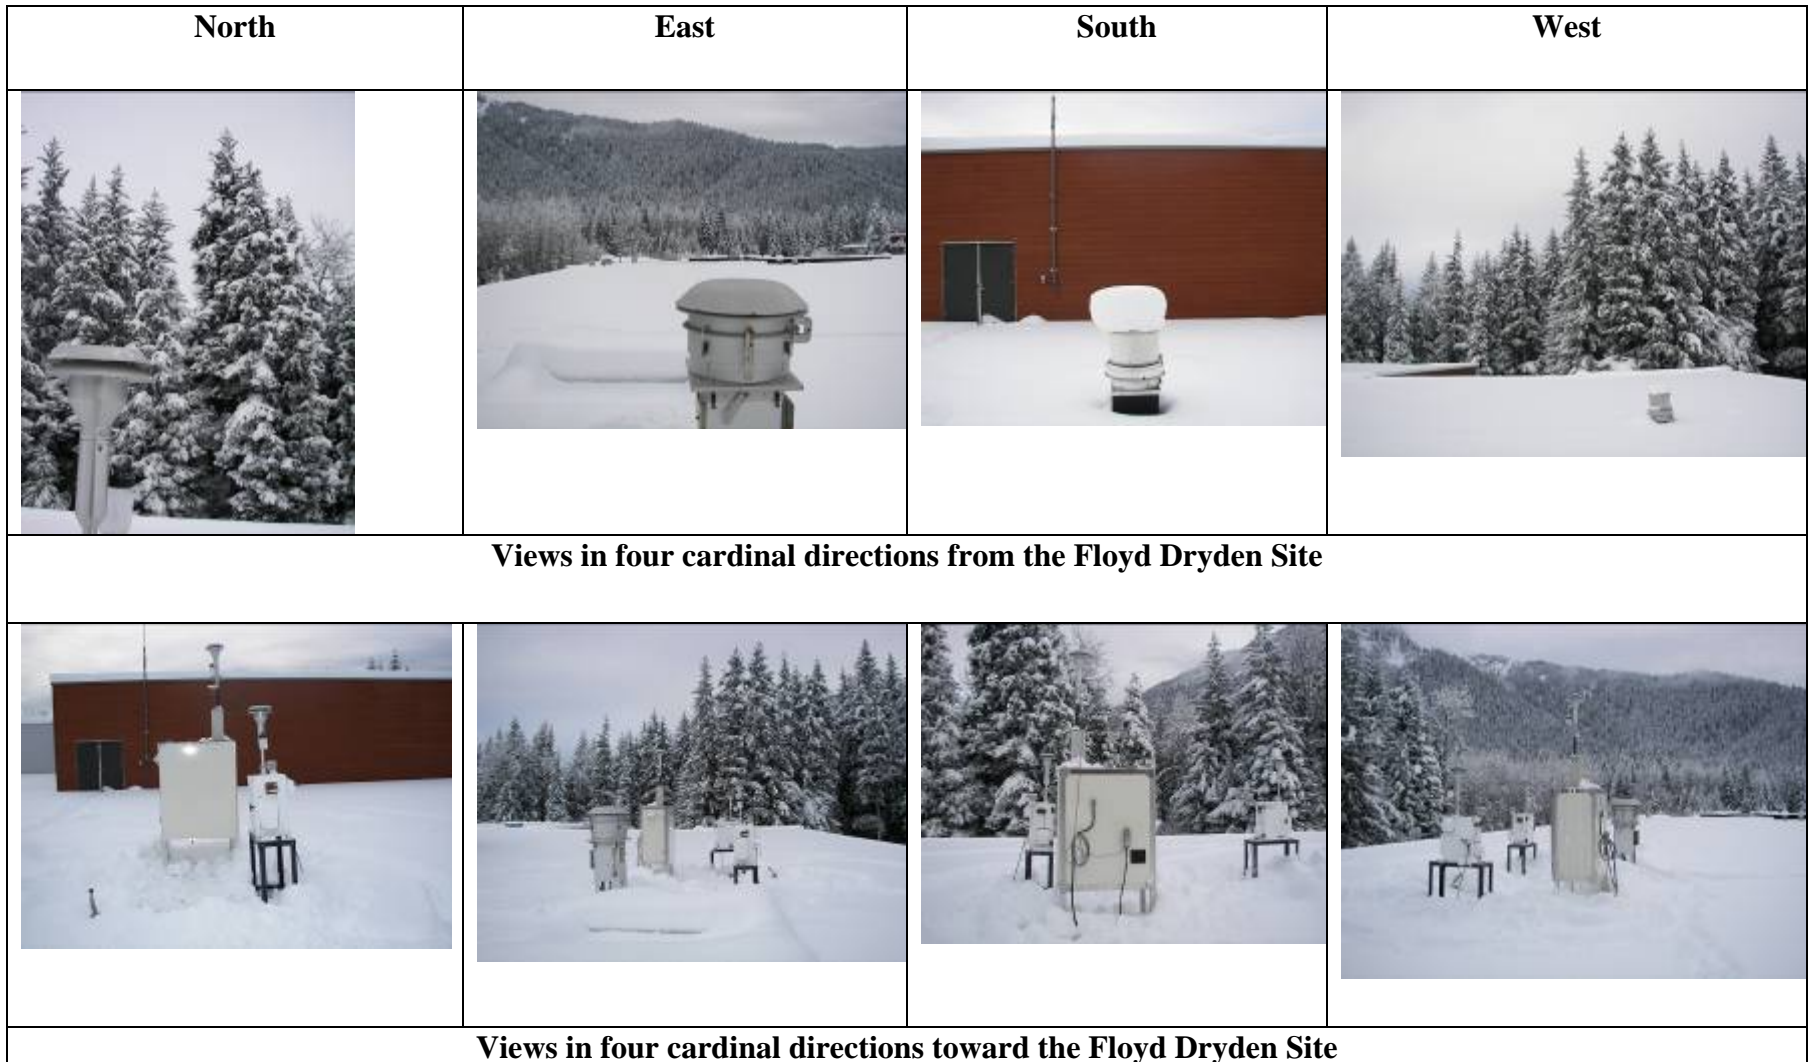 North East South West
Views in four cardinal directions from the Floyd Dryden Site
Views in four cardinal directions toward the Floyd Dryden Site